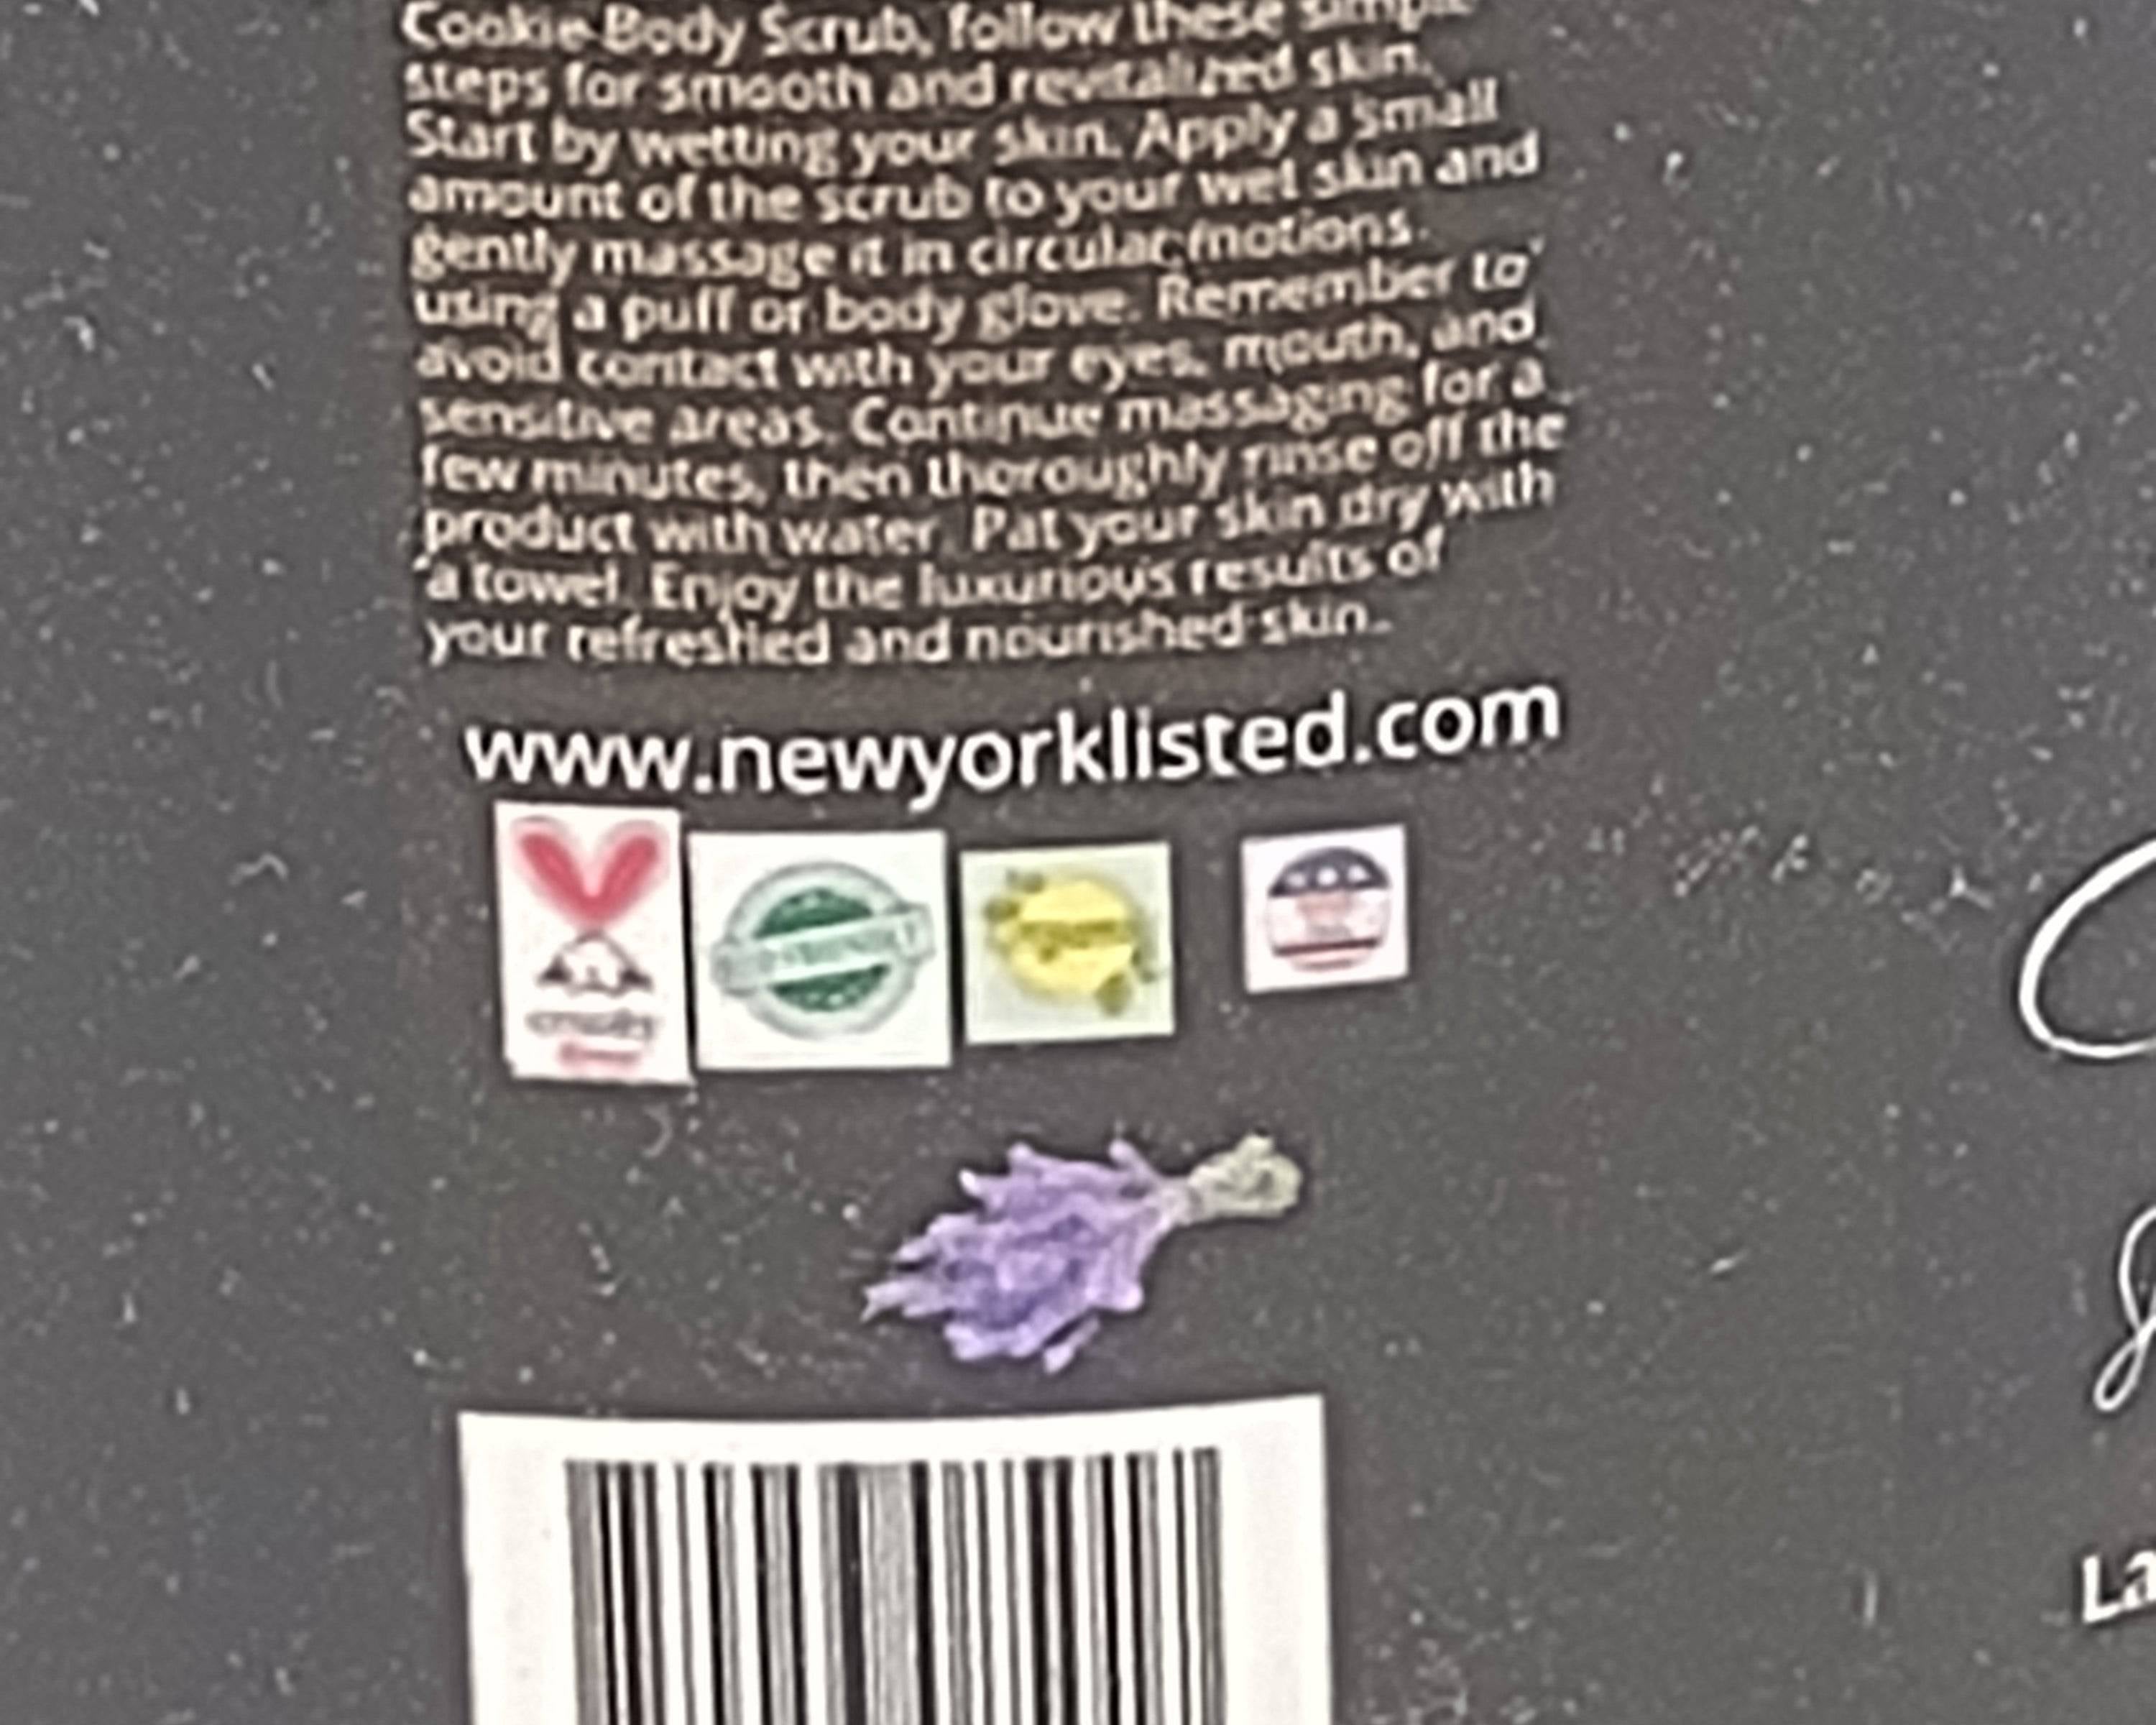 Cookie Body Scrub, follow these simple
steps for smooth and revitalized skin.
Start by wetting your skin. Apply a small
amount of the scrub to your wet skin and
gently massage it in circular motions.
using a puff or body glove. Remember to
avoid contact with your eyes, mouth, and
sensitive areas. Continue massaging for a
few minutes, then thoroughly rinse off the
product with water. Pat your skin dry with
a towel. Enjoy the luxurious results of
your refreshed and nourished skin.
www.newyorklisted.com
cruelty
free
La